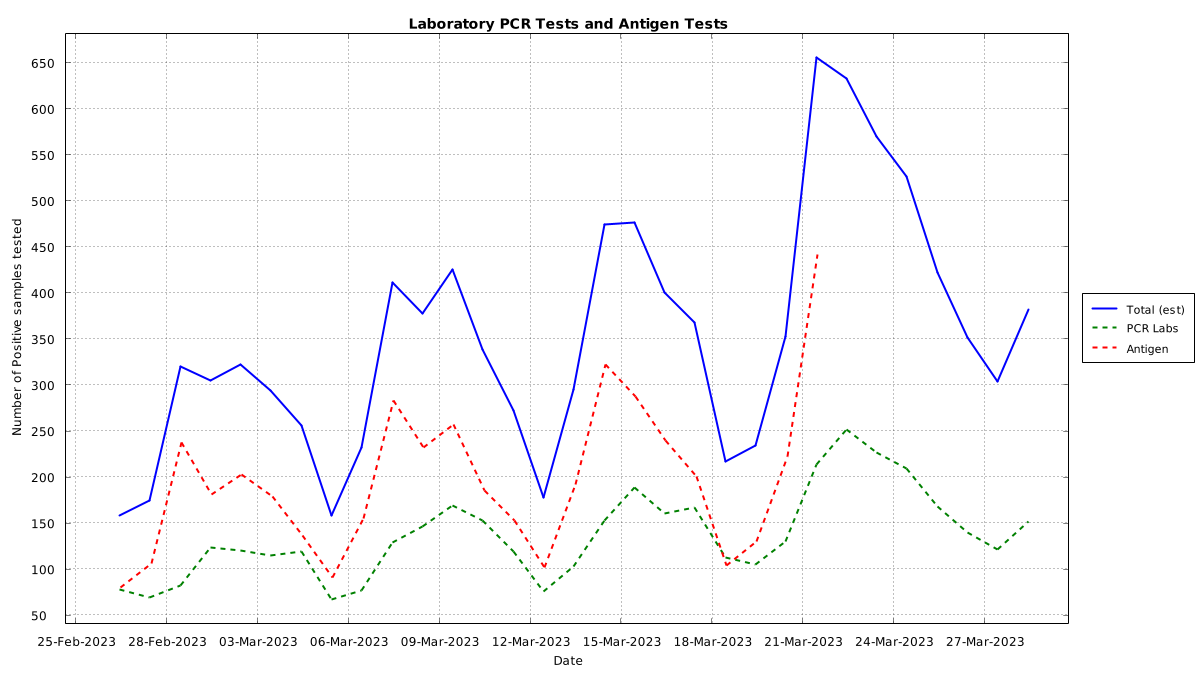 Laboratory PCR Tests and Antigen Tests
Number of Positive samples tested
650
600
550
500
450
400
350
300
250
200
150
100
50
25-Feb-2023 28-Feb-2023 03-Mar-2023 06-Mar-2023 09-Mar-2023 12-Mar-2023 15-Mar-2023 18-Mar-2023 21-Mar-2023 24-Mar-2023 27-Mar-2023
Date
Total (est)
PCR Labs
Antigen